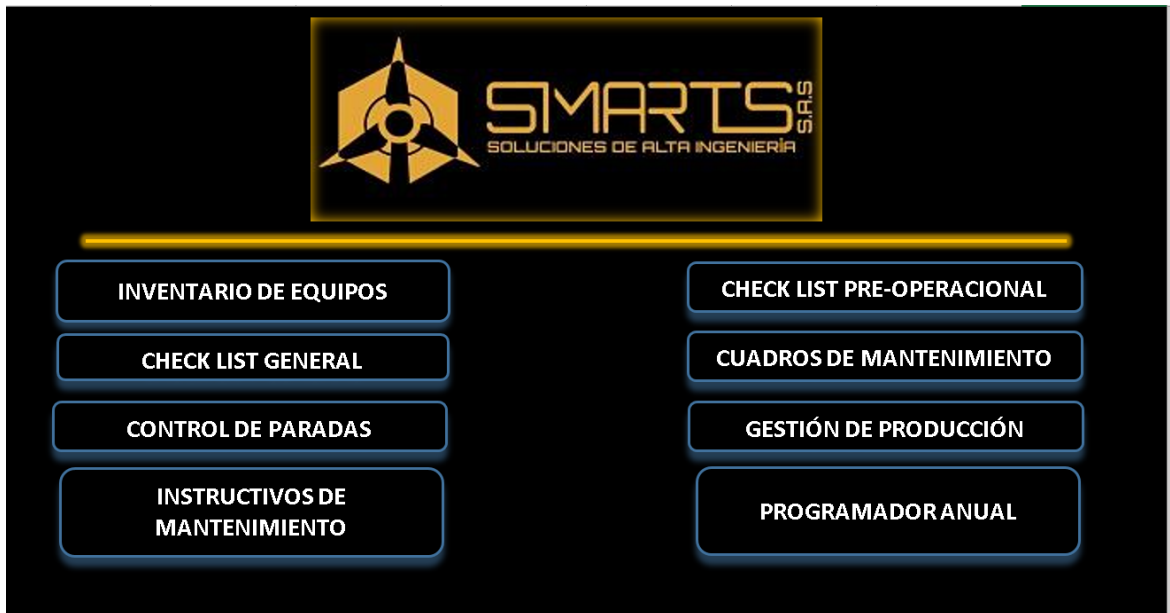 SMARTS S.A.S
SOLUCIONES DE ALTA INGENIERÍA
INVENTARIO DE EQUIPOS
CHECK LIST GENERAL
CONTROL DE PARADAS
INSTRUCTIVOS DE
MANTENIMIENTO
CHECK LIST PRE-OPERACIONAL
CUADROS DE MANTENIMIENTO
GESTIÓN DE PRODUCCIÓN
PROGRAMADOR ANUAL